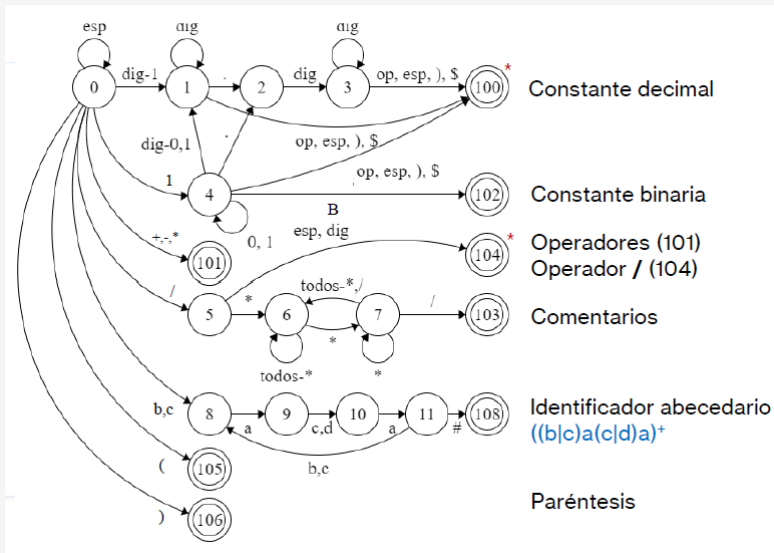 esp
dig
dig
0
dig-1
1
.
2
dig
3
op, esp, ), $
100
*
Constante decimal
dig-0,1
.
op, esp, ), $
1
4
op, esp, ), $
102
Constante binaria
B
0, 1
+,-,*
101
esp, dig
104
*
Operadores (101)
Operador / (104)
/
5
*
6
todos-*,/
*
7
/
103
Comentarios
todos-*
*
b,c
8
a
9
c,d
10
a
11
#
108
Identificador abecedario
((b|c)a(c|d)a)+
b,c
(
105
)
106
Paréntesis